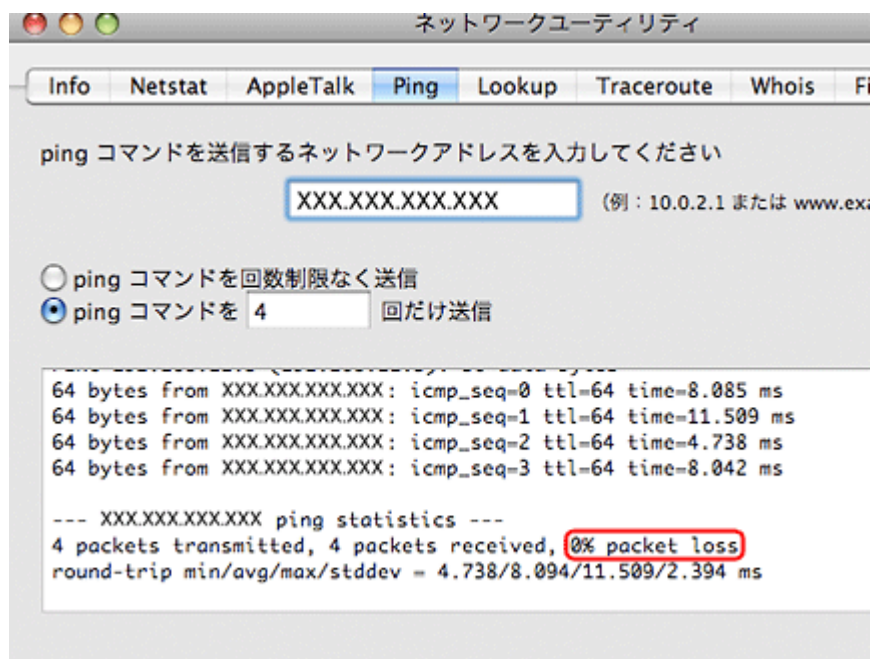 ネットワークユーティリティ
Info Netstat AppleTalk Ping Lookup Traceroute Whois Fi
ping コマンドを送信するネットワークアドレスを入力してください
XXX.XXX.XXX.XXX (例：10.0.2.1 または www.exa
ping コマンドを回数制限なく送信
ping コマンドを 4 回だけ送信
64 bytes from XXX.XXX.XXX.XXX: icmp_seq=0 ttl=64 time=8.085 ms
64 bytes from XXX.XXX.XXX.XXX: icmp_seq=1 ttl=64 time=11.509 ms
64 bytes from XXX.XXX.XXX.XXX: icmp_seq=2 ttl=64 time=4.738 ms
64 bytes from XXX.XXX.XXX.XXX: icmp_seq=3 ttl=64 time=8.042 ms
--- XXX.XXX.XXX.XXX ping statistics ---
4 packets transmitted, 4 packets received, 0% packet loss
round-trip min/avg/max/stddev = 4.738/8.094/11.509/2.394 ms